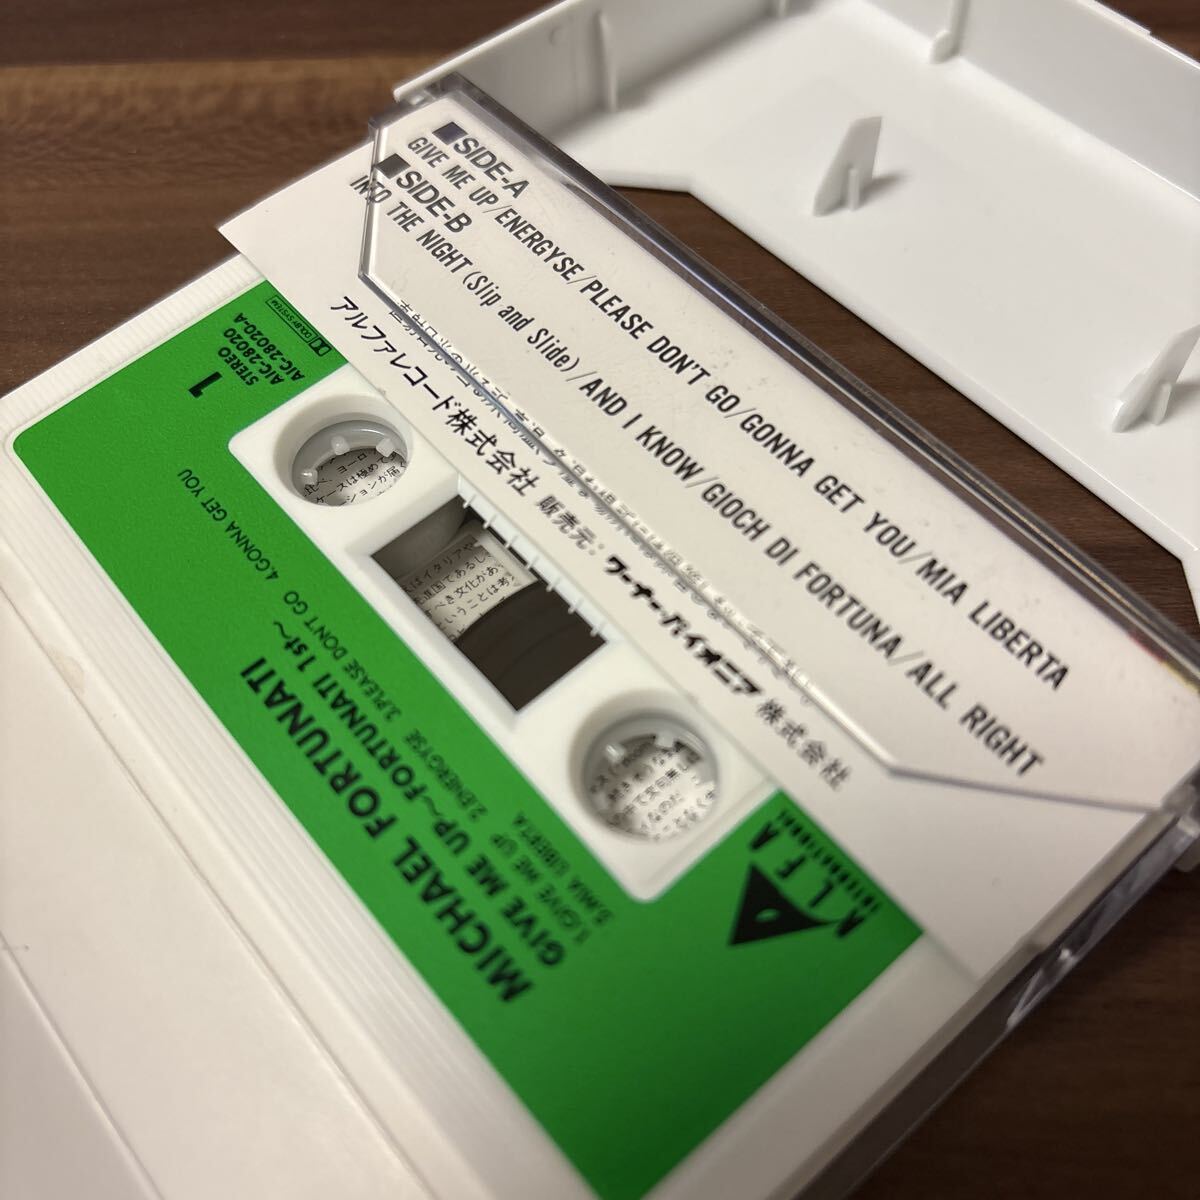 ■SIDE-A
GIVE ME UP/ENERGYSE/PLEASE DON'T GO/GONNA GET YOU/MIA LIBERTA
■SIDE-B
INTO THE NIGHT (Slip and Slide)/AND I KNOW/GIOCH DI FORTUNA/ALL RIGHT
アルファレコード株式会社 販売元：ワーナー・パイオニア株式会社
1
STEREO
AIC-28020
AIC-28020-A
DOLBY SYSTEM
MICHAEL FORTUNATI
GIVE ME UP〜FORTUNATI 1st〜
1.GIVE ME UP 2.ENERGYSE 3.PLEASE DON'T GO 4.GONNA GET YOU
5.MIA LIBERTA
ALFA
INTERNATIONAL